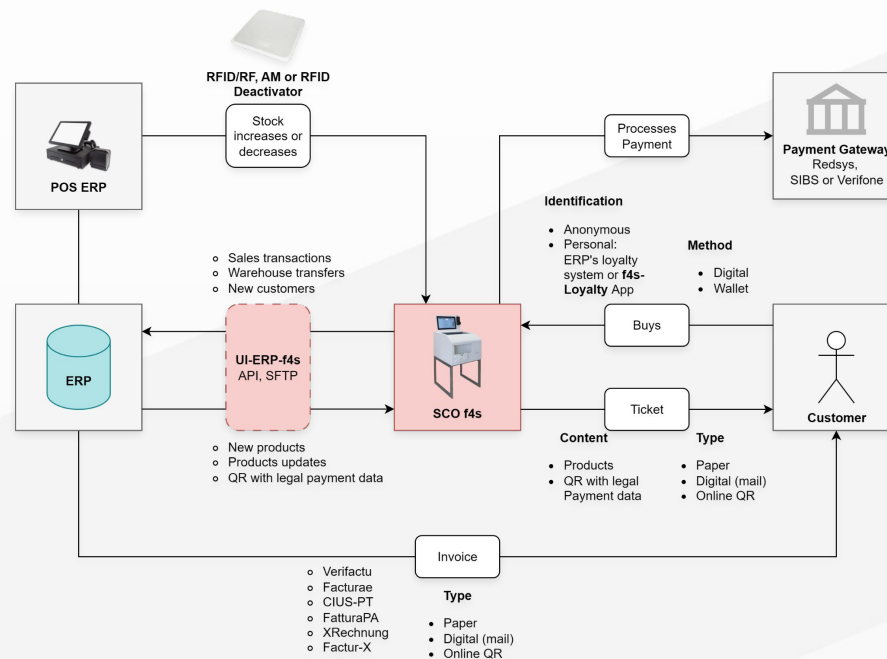 RFID/RF, AM or RFID
Deactivator
Stock
increases or
decreases
POS ERP
Processes
Payment
Payment Gateway
Redsys,
SIBS or Verifone
Identification
Anonymous
Personal:
ERP's loyalty
system or f4s-
Loyalty App
Method
Digital
Wallet
Sales transactions
Warehouse transfers
New customers
ERP
UI-ERP-f4s
API, SFTP
SCO f4s
Buys
Ticket
Customer
New products
Products updates
QR with legal payment data
Content
Products
QR with legal
Payment data
Type
Paper
Digital (mail)
Online QR
Invoice
Verifactu
Facturae
CIUS-PT
FatturaPA
XRechnung
Factur-X
Type
Paper
Digital (mail)
Online QR